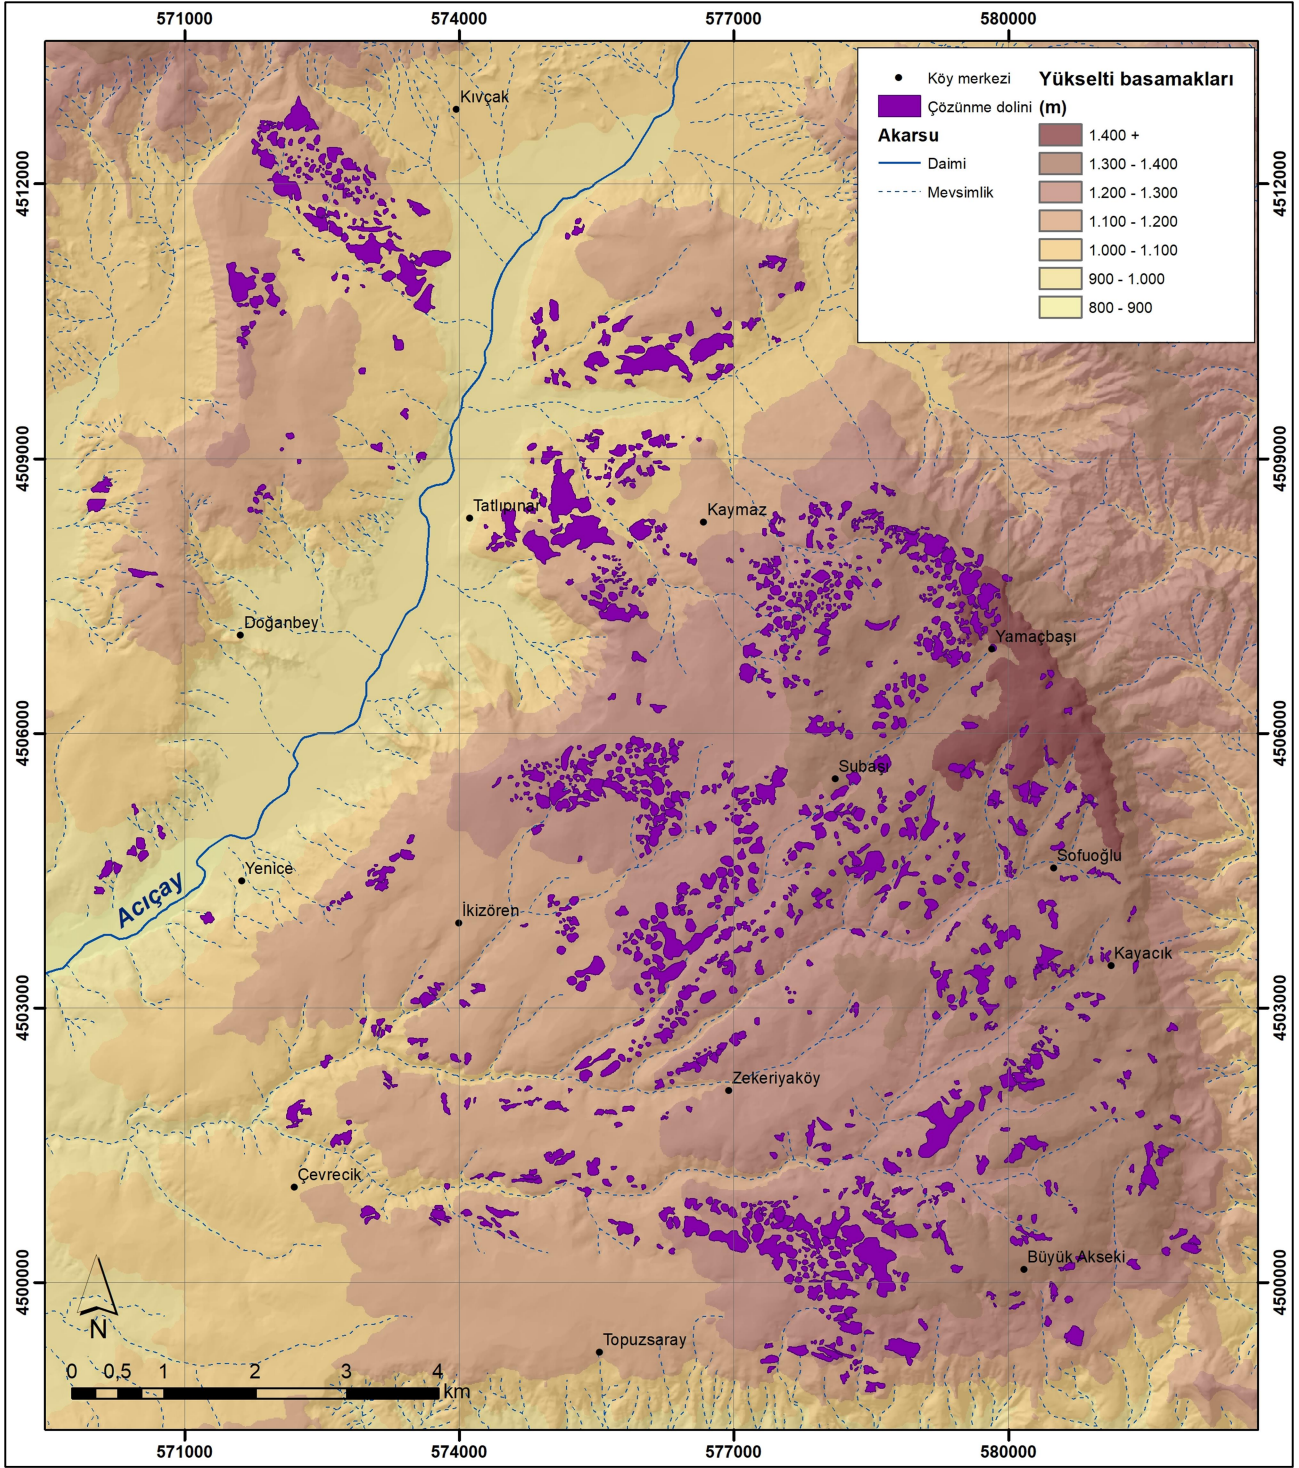 571000 574000 577000 580000
Köy merkezi
Çözünme dolini
Akarsu
Daimi
Mevsimlik
Yükselti basamakları
(m)
1.400 +
1.300 - 1.400
1.200 - 1.300
1.100 - 1.200
1.000 - 1.100
900 - 1.000
800 - 900
Kıvçak
4512000 4512000
4509000 4509000
Tatlıpınar
Kaymaz
Doğanbey
Yamaçbaşı
4506000 4506000
Subaşı
Sofuoğlu
Yenice
Acıçay
İkizören
Kayacık
4503000 4503000
Zekeriyaköy
Çevrecik
Büyük Akseki
4500000 4500000
N
Topuzsaray
0 0,5 1 2 3 4
km
571000 574000 577000 580000